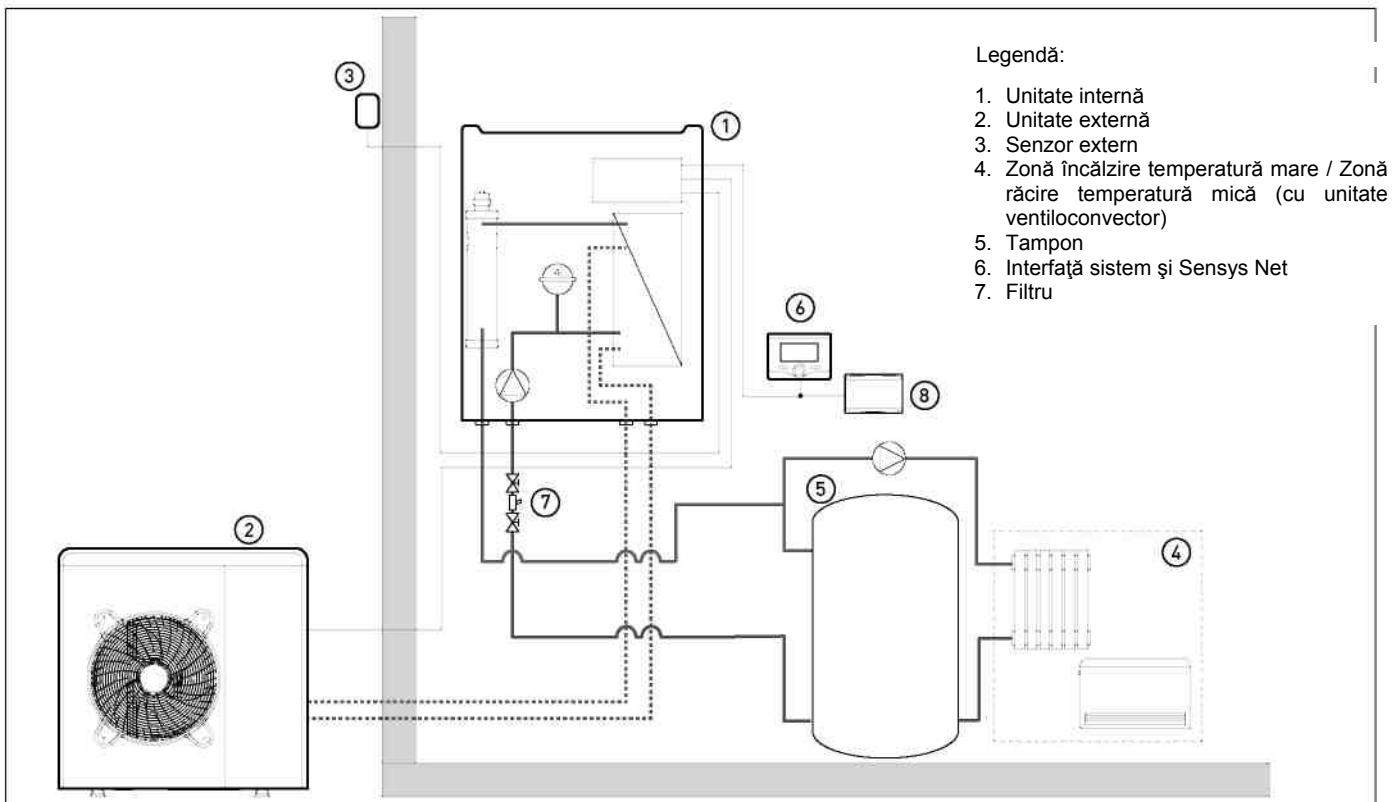 Legendă:
1. Unitate internă
2. Unitate externă
3. Senzor extern
4. Zonă încălzire temperatură mare / Zonă
răcire temperatură mică (cu unitate
ventiloconvector)
5. Tampon
6. Interfaţă sistem şi Sensys Net
7. Filtru
3
1
4
6
8
7
5
2
4